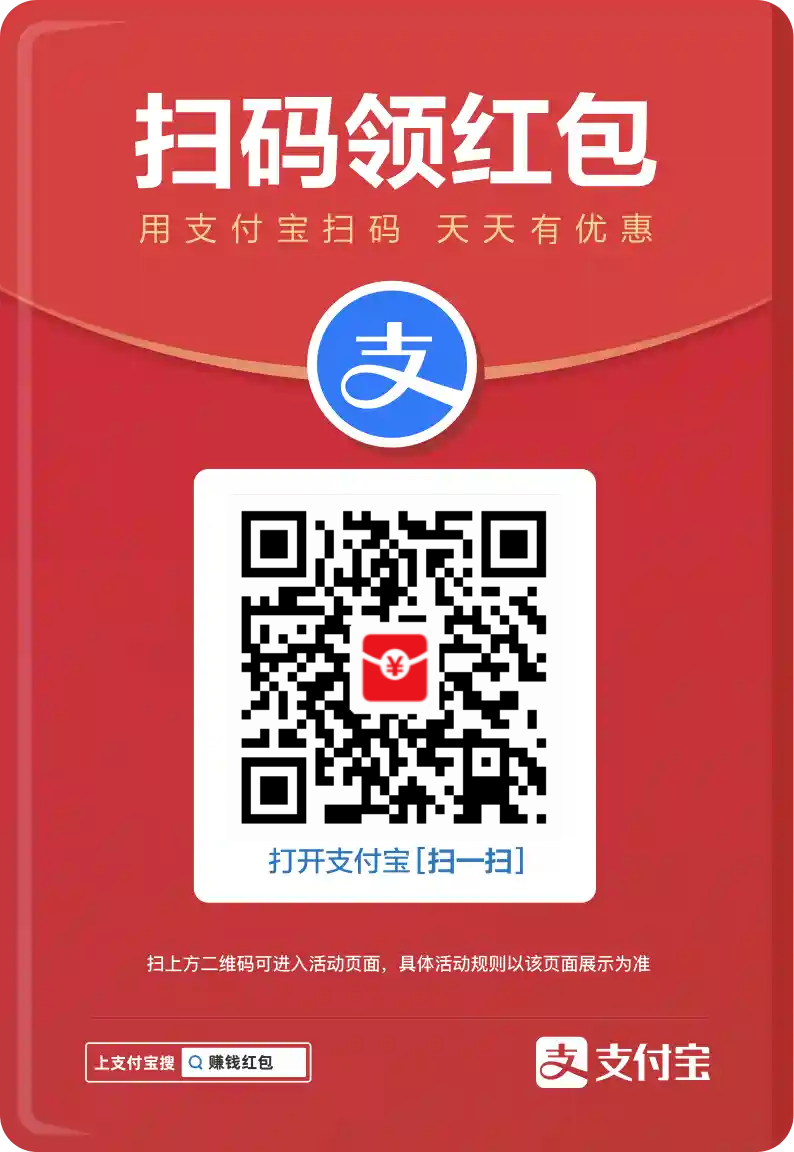 扫码领红包
用支付宝扫码 天天有优惠
支
¥
打开支付宝[扫一扫]
扫上方二维码可进入活动页面，具体活动规则以该页面展示为准
上支付宝搜 赚钱红包
支 支付宝